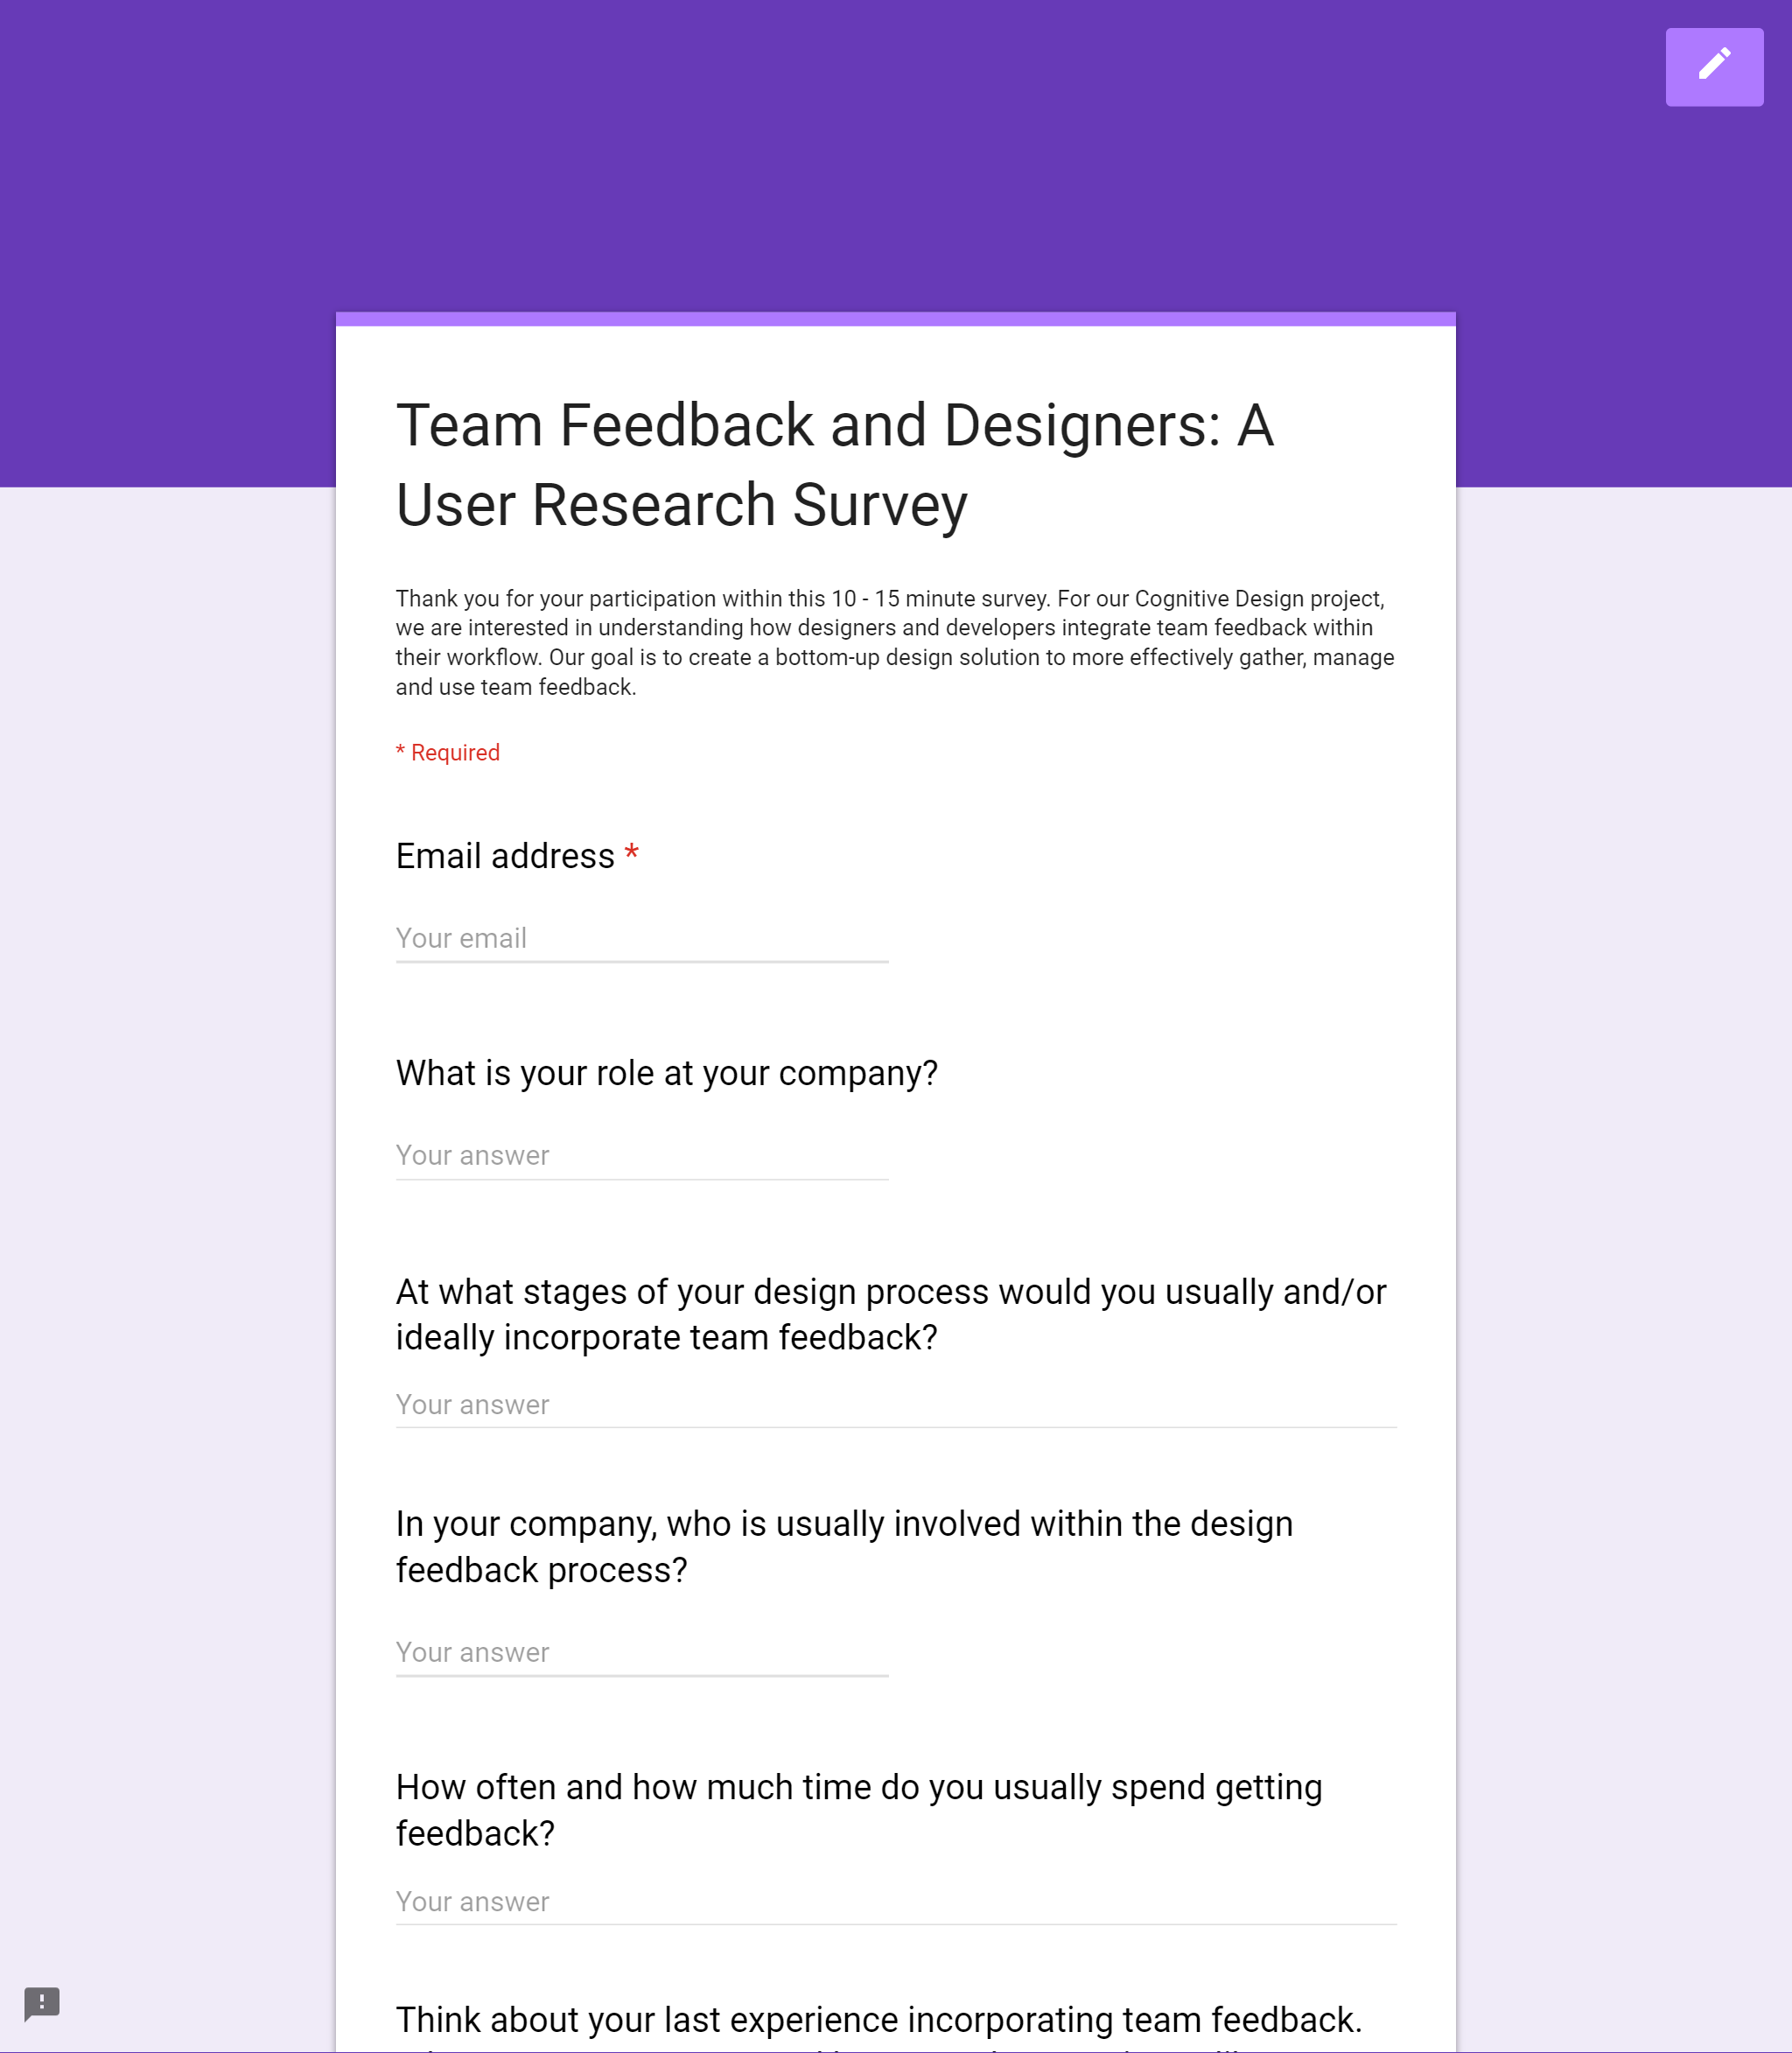 Team Feedback and Designers: A
User Research Survey
Thank you for your participation within this 10 - 15 minute survey. For our Cognitive Design project,
we are interested in understanding how designers and developers integrate team feedback within
their workflow. Our goal is to create a bottom-up design solution to more effectively gather, manage
and use team feedback.
* Required
Email address *
Your email
What is your role at your company?
Your answer
At what stages of your design process would you usually and/or
ideally incorporate team feedback?
Your answer
In your company, who is usually involved within the design
feedback process?
Your answer
How often and how much time do you usually spend getting
feedback?
Your answer
Think about your last experience incorporating team feedback.